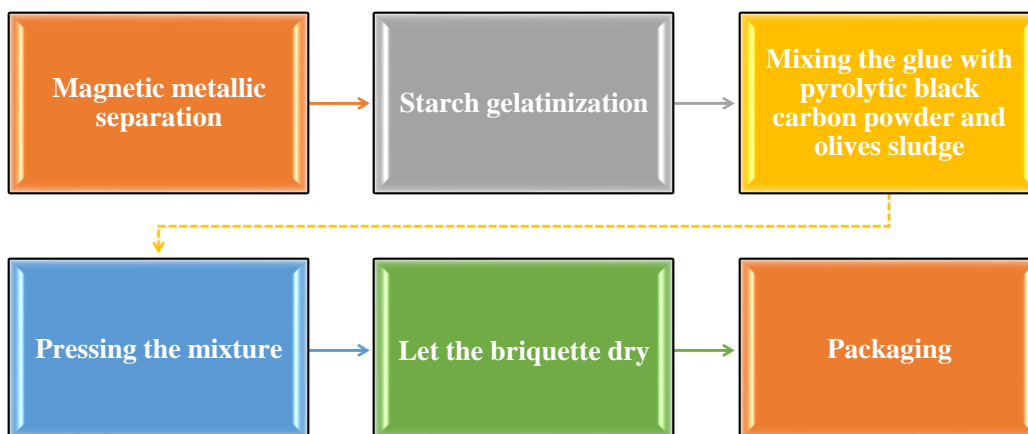 Magnetic metallic
separation
Starch gelatinization
Mixing the glue with
pyrolytic black
carbon powder and
olives sludge
Pressing the mixture
Let the briquette dry
Packaging